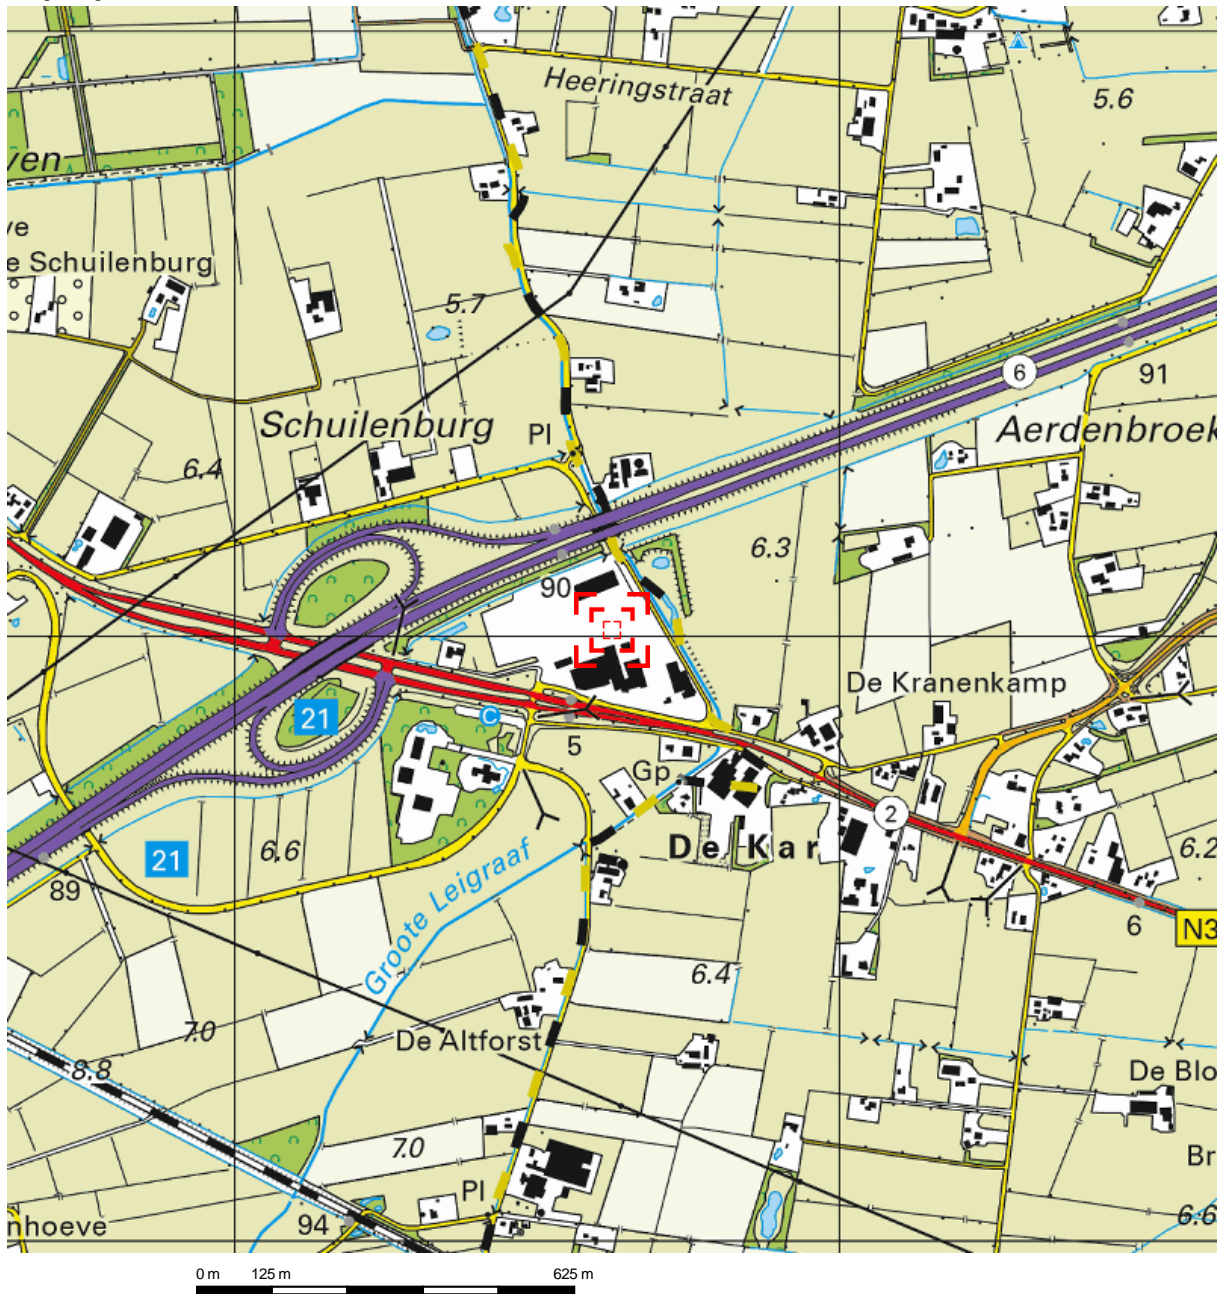 Heeringstraat
5.6
ven
ve
e Schuilenburg
5.7
6
91
Schuilenburg
Pl
Aerdenbroek
6.4
6.3
90
De Kranenkamp
21
C
5
Gp
2
De Kar
21
6.6
6.2
89
Groote Leigraaf
6
N3
6.4
7.0
De Altforst
8.8
De Blo
7.0
Br
Pl
94
nhoeve
6.6
0 m 125 m 625 m